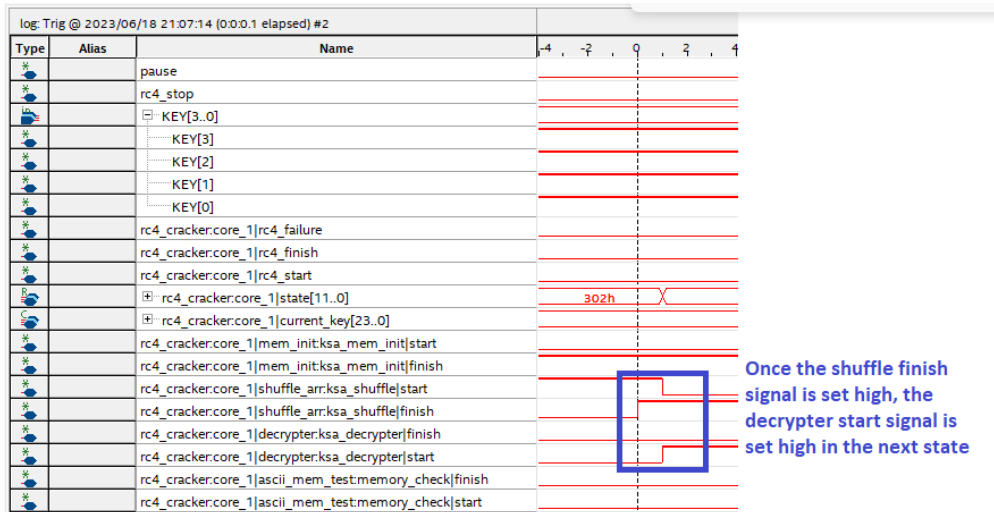 log: Trig @ 2023/06/18 21:07:14 (0:0:0.1 elapsed) #2
Type Alias Name -4 -2 0 2 4
pause
rc4_stop
KEY[3..0]
KEY[3]
KEY[2]
KEY[1]
KEY[0]
rc4_cracker:core_1|rc4_failure
rc4_cracker:core_1|rc4_finish
rc4_cracker:core_1|rc4_start
rc4_cracker:core_1|state[11..0] 302h
rc4_cracker:core_1|current_key[23..0]
rc4_cracker:core_1|mem_init:ksa_mem_init|start
rc4_cracker:core_1|mem_init:ksa_mem_init|finish
rc4_cracker:core_1|shuffle_arr:ksa_shuffle|start
rc4_cracker:core_1|shuffle_arr:ksa_shuffle|finish
rc4_cracker:core_1|decrypter:ksa_decrypter|finish
rc4_cracker:core_1|decrypter:ksa_decrypter|start
rc4_cracker:core_1|ascii_mem_test:memory_check|finish
rc4_cracker:core_1|ascii_mem_test:memory_check|start
Once the shuffle finish
signal is set high, the
decrypter start signal is
set high in the next state